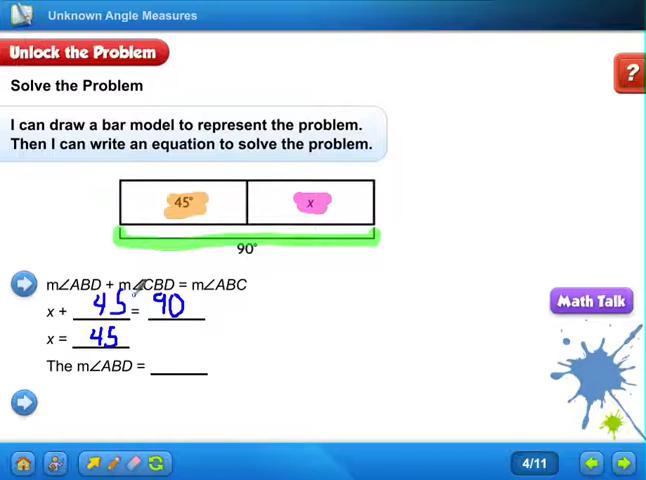 Unknown Angle Measures
Unlock the Problem
?
Solve the Problem
I can draw a bar model to represent the problem.
Then I can write an equation to solve the problem.
45° x
90°
m∠ABD + m∠CBD = m∠ABC
x + 45 = 90
x = 45
Math Talk
The m∠ABD = ______
4/11